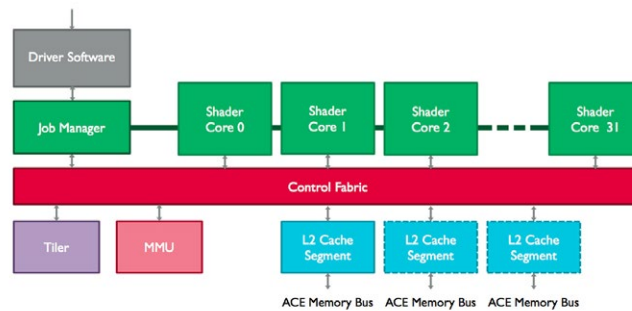 Driver Software
Job Manager
Shader
Core 0
Shader
Core 1
Shader
Core 2
Shader
Core 31
Control Fabric
Tiler
MMU
L2 Cache
Segment
L2 Cache
Segment
L2 Cache
Segment
ACE Memory Bus
ACE Memory Bus
ACE Memory Bus